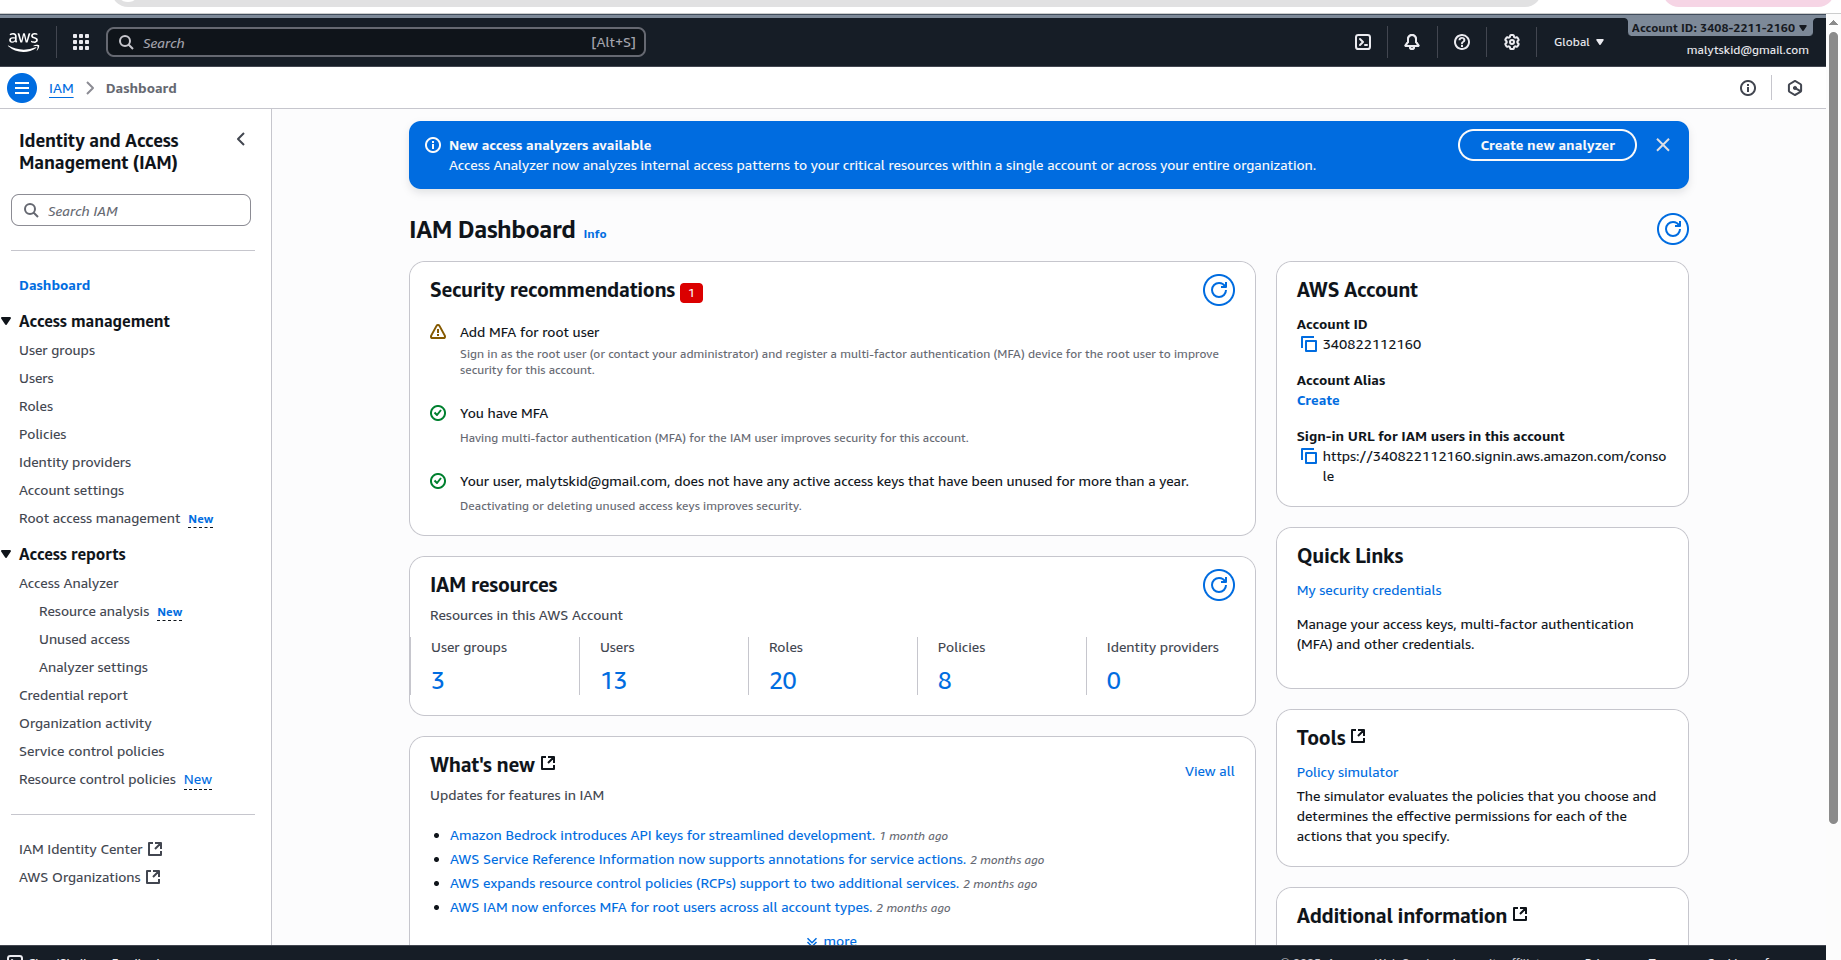 aws
Search
[Alt+S]
Global
Account ID: 3408-2211-2160
malytskid@gmail.com
IAM
Dashboard
Identity and Access
Management (IAM)
Search IAM
Dashboard
Access management
User groups
Users
Roles
Policies
Identity providers
Account settings
Root access management New
Access reports
Access Analyzer
Resource analysis New
Unused access
Analyzer settings
Credential report
Organization activity
Service control policies
Resource control policies New
IAM Identity Center
AWS Organizations
New access analyzers available
Access Analyzer now analyzes internal access patterns to your critical resources within a single account or across your entire organization.
Create new analyzer
IAM Dashboard Info
Security recommendations 1
Add MFA for root user
Sign in as the root user (or contact your administrator) and register a multi-factor authentication (MFA) device for the root user to improve
security for this account.
You have MFA
Having multi-factor authentication (MFA) for the IAM user improves security for this account.
Your user, malytskid@gmail.com, does not have any active access keys that have been unused for more than a year.
Deactivating or deleting unused access keys improves security.
IAM resources
Resources in this AWS Account
User groups
3
Users
13
Roles
20
Policies
8
Identity providers
0
What's new
View all
Updates for features in IAM
Amazon Bedrock introduces API keys for streamlined development. 1 month ago
AWS Service Reference Information now supports annotations for service actions. 2 months ago
AWS expands resource control policies (RCPs) support to two additional services. 2 months ago
AWS IAM now enforces MFA for root users across all account types. 2 months ago
more
AWS Account
Account ID
340822112160
Account Alias
Create
Sign-in URL for IAM users in this account
https://340822112160.signin.aws.amazon.com/conso
le
Quick Links
My security credentials
Manage your access keys, multi-factor authentication
(MFA) and other credentials.
Tools
Policy simulator
The simulator evaluates the policies that you choose and
determines the effective permissions for each of the
actions that you specify.
Additional information